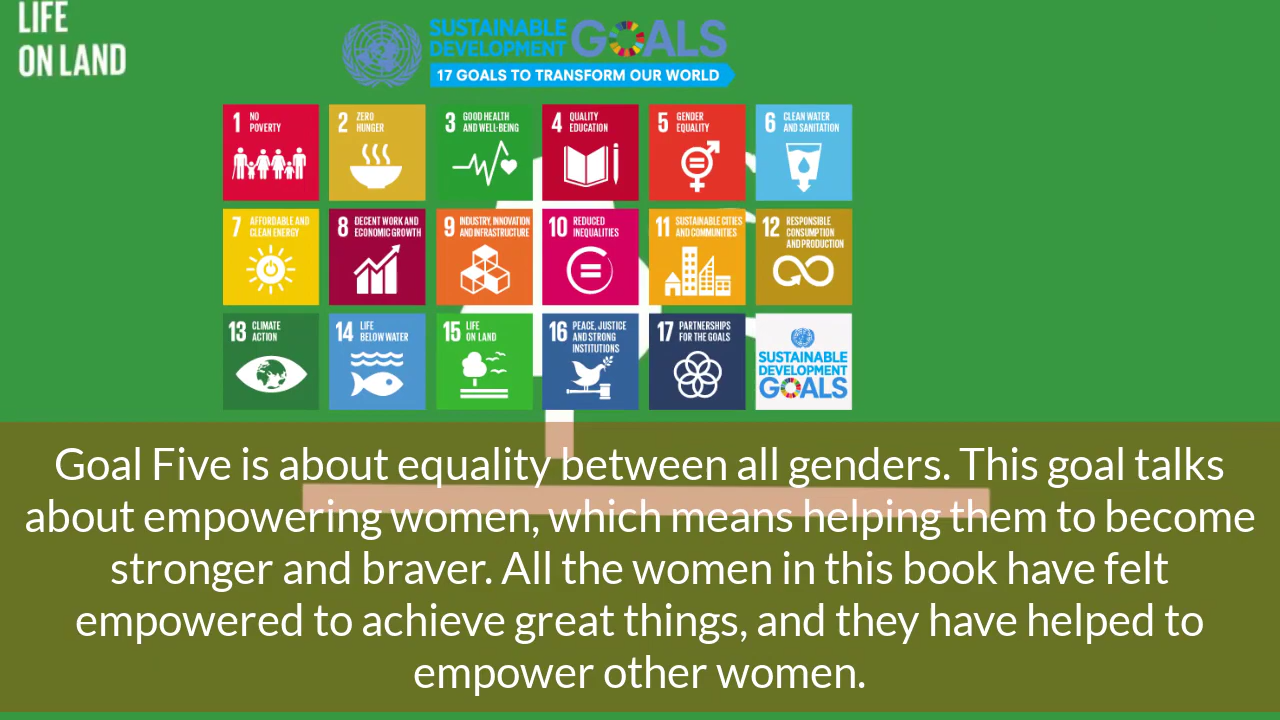 LIFE
ON LAND
SUSTAINABLE
DEVELOPMENT
GOALS
17 GOALS TO TRANSFORM OUR WORLD
1 NO
POVERTY
2 ZERO
HUNGER
3 GOOD HEALTH
AND WELL-BEING
4 QUALITY
EDUCATION
5 GENDER
EQUALITY
6 CLEAN WATER
AND SANITATION
7 AFFORDABLE AND
CLEAN ENERGY
8 DECENT WORK AND
ECONOMIC GROWTH
9 INDUSTRY, INNOVATION
AND INFRASTRUCTURE
10 REDUCED
INEQUALITIES
11 SUSTAINABLE CITIES
AND COMMUNITIES
12 RESPONSIBLE
CONSUMPTION
AND PRODUCTION
13 CLIMATE
ACTION
14 LIFE
BELOW WATER
15 LIFE
ON LAND
16 PEACE, JUSTICE
AND STRONG
INSTITUTIONS
17 PARTNERSHIPS
FOR THE GOALS
SUSTAINABLE
DEVELOPMENT
GOALS
Goal Five is about equality between all genders. This goal talks
about empowering women, which means helping them to become
stronger and braver. All the women in this book have felt
empowered to achieve great things, and they have helped to
empower other women.